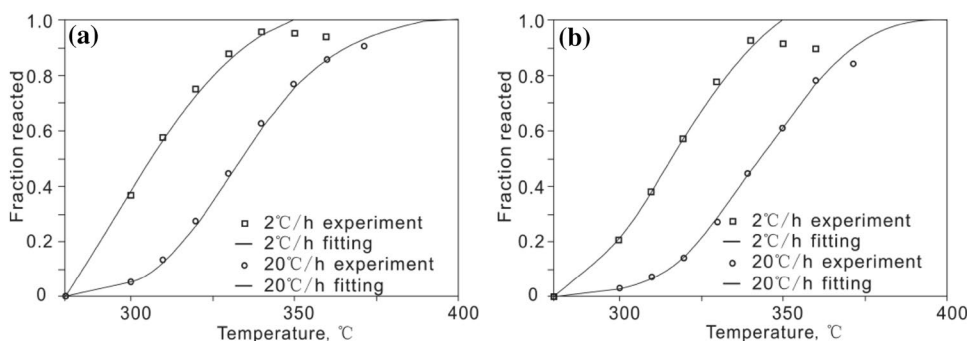 (a)
Fraction reacted
1.0
0.8
0.6
0.4
0.2
0
300
350
400
Temperature, ℃
2℃/h experiment
2℃/h fitting
20℃/h experiment
20℃/h fitting
(b)
Fraction reacted
1.0
0.8
0.6
0.4
0.2
0
300
350
400
Temperature, ℃
2℃/h experiment
2℃/h fitting
20℃/h experiment
20℃/h fitting